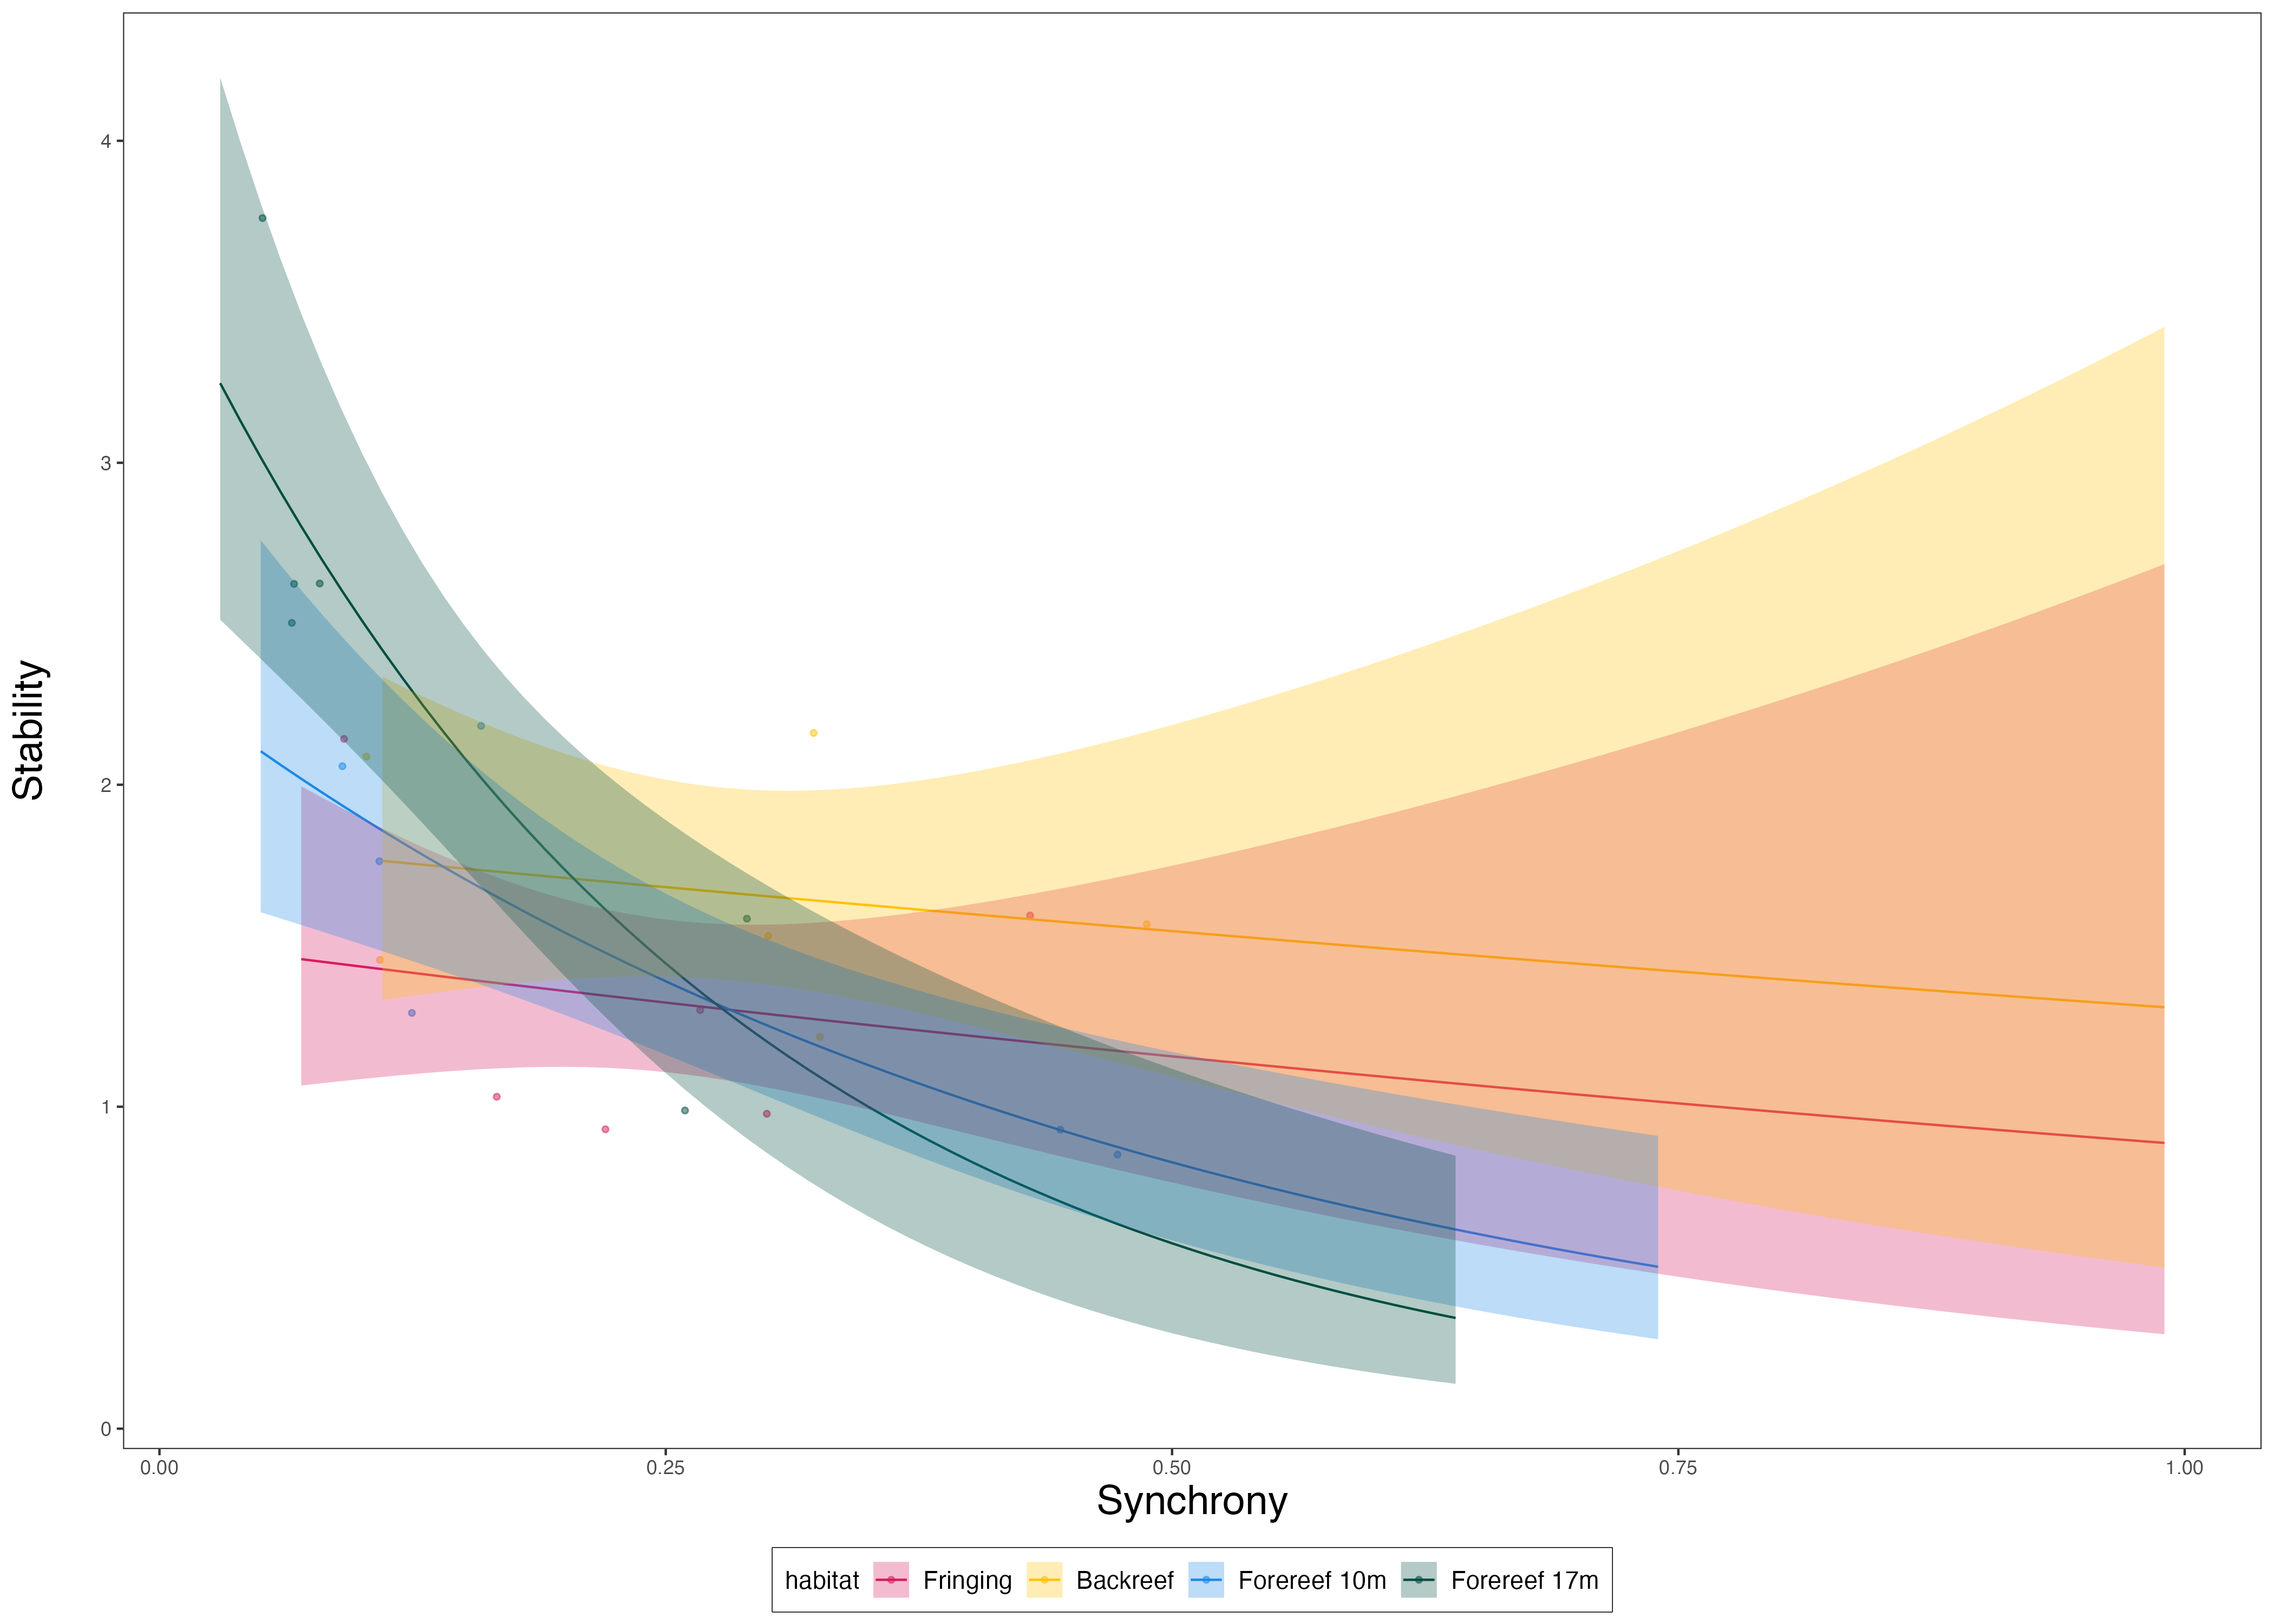 Stability
4
3
2
1
0
0.00 0.25 0.50 0.75 1.00
Synchrony
habitat Fringing Backreef Forereef 10m Forereef 17m